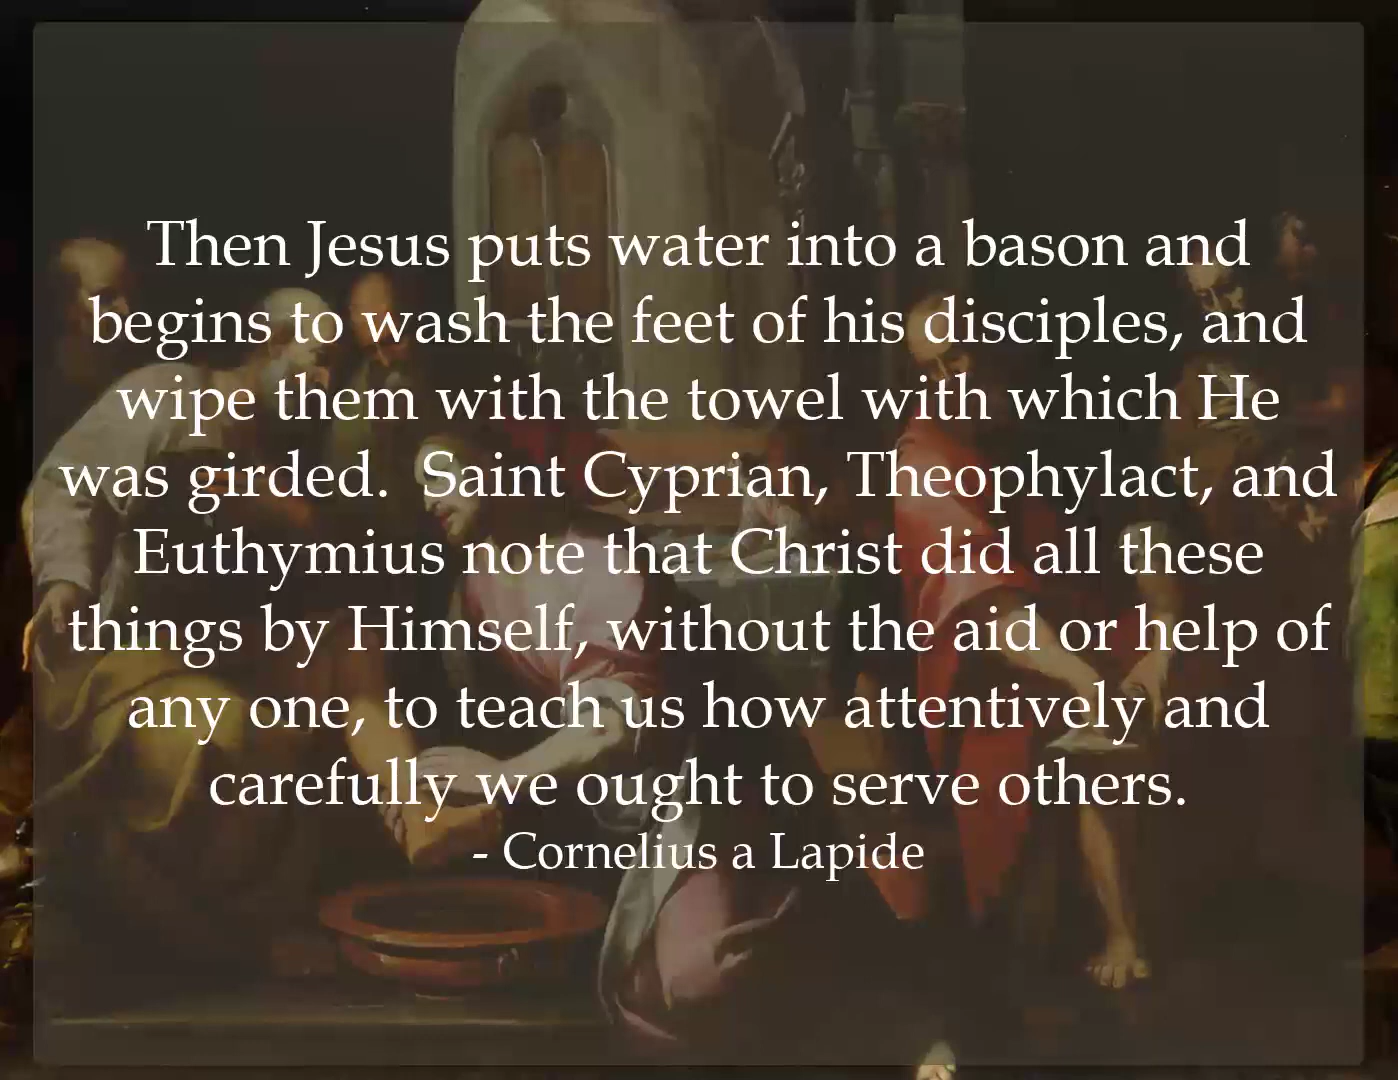 Then Jesus puts water into a bason and
begins to wash the feet of his disciples, and
wipe them with the towel with which He
was girded.  Saint Cyprian, Theophylact, and
Euthymius note that Christ did all these
things by Himself, without the aid or help of
any one, to teach us how attentively and
carefully we ought to serve others.
- Cornelius a Lapide